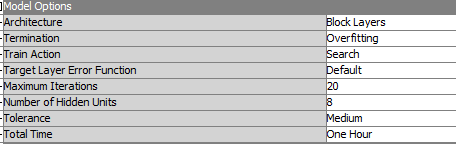 Model Options
Architecture Block Layers
Termination Overfitting
Train Action Search
Target Layer Error Function Default
Maximum Iterations 20
Number of Hidden Units 8
Tolerance Medium
Total Time One Hour